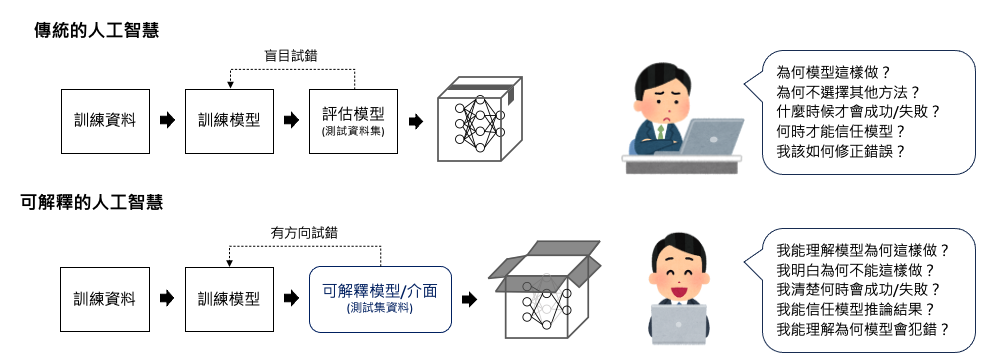 傳統的人工智慧
盲目試錯
訓練資料
訓練模型
評估模型
(測試資料集)
為何模型這樣做？
為何不選擇其他方法？
什麼時候才會成功/失敗？
何時才能信任模型？
我該如何修正錯誤？
可解釋的人工智慧
有方向試錯
訓練資料
訓練模型
可解釋模型/介面
(測試集資料)
我能理解模型為何這樣做？
我明白為何不能這樣做？
我清楚何時會成功/失敗？
我能信任模型推論結果？
我能理解為何模型會犯錯？